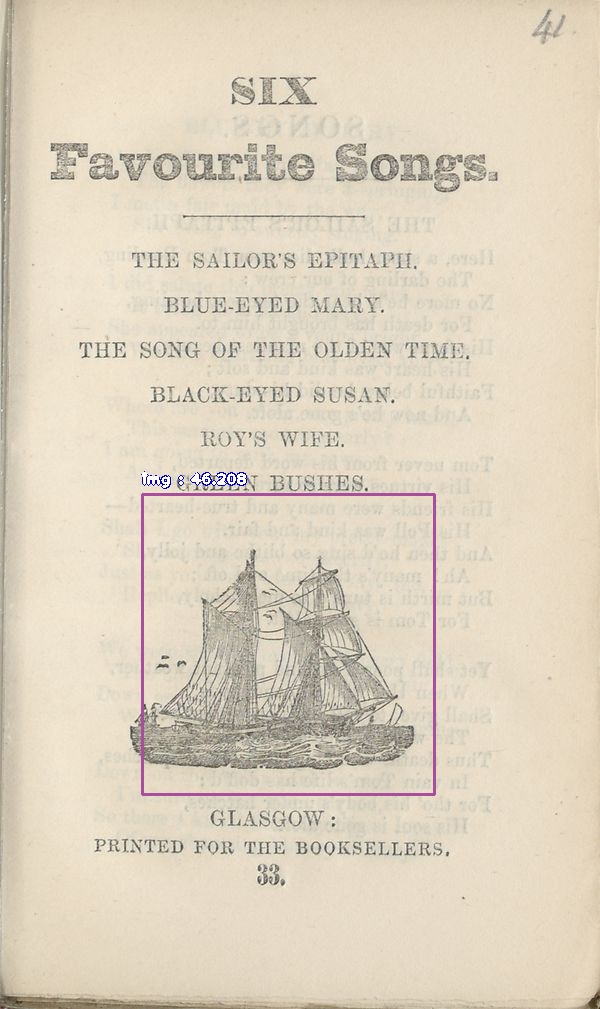 41
SIX
Favourite Songs.
THE SAILOR'S EPITAPH.
BLUE-EYED MARY.
THE SONG OF THE OLDEN TIME.
BLACK-EYED SUSAN.
ROY'S WIFE.
img : 46.208
GREEN BUSHES.
GLASGOW:
PRINTED FOR THE BOOKSELLERS.
33.